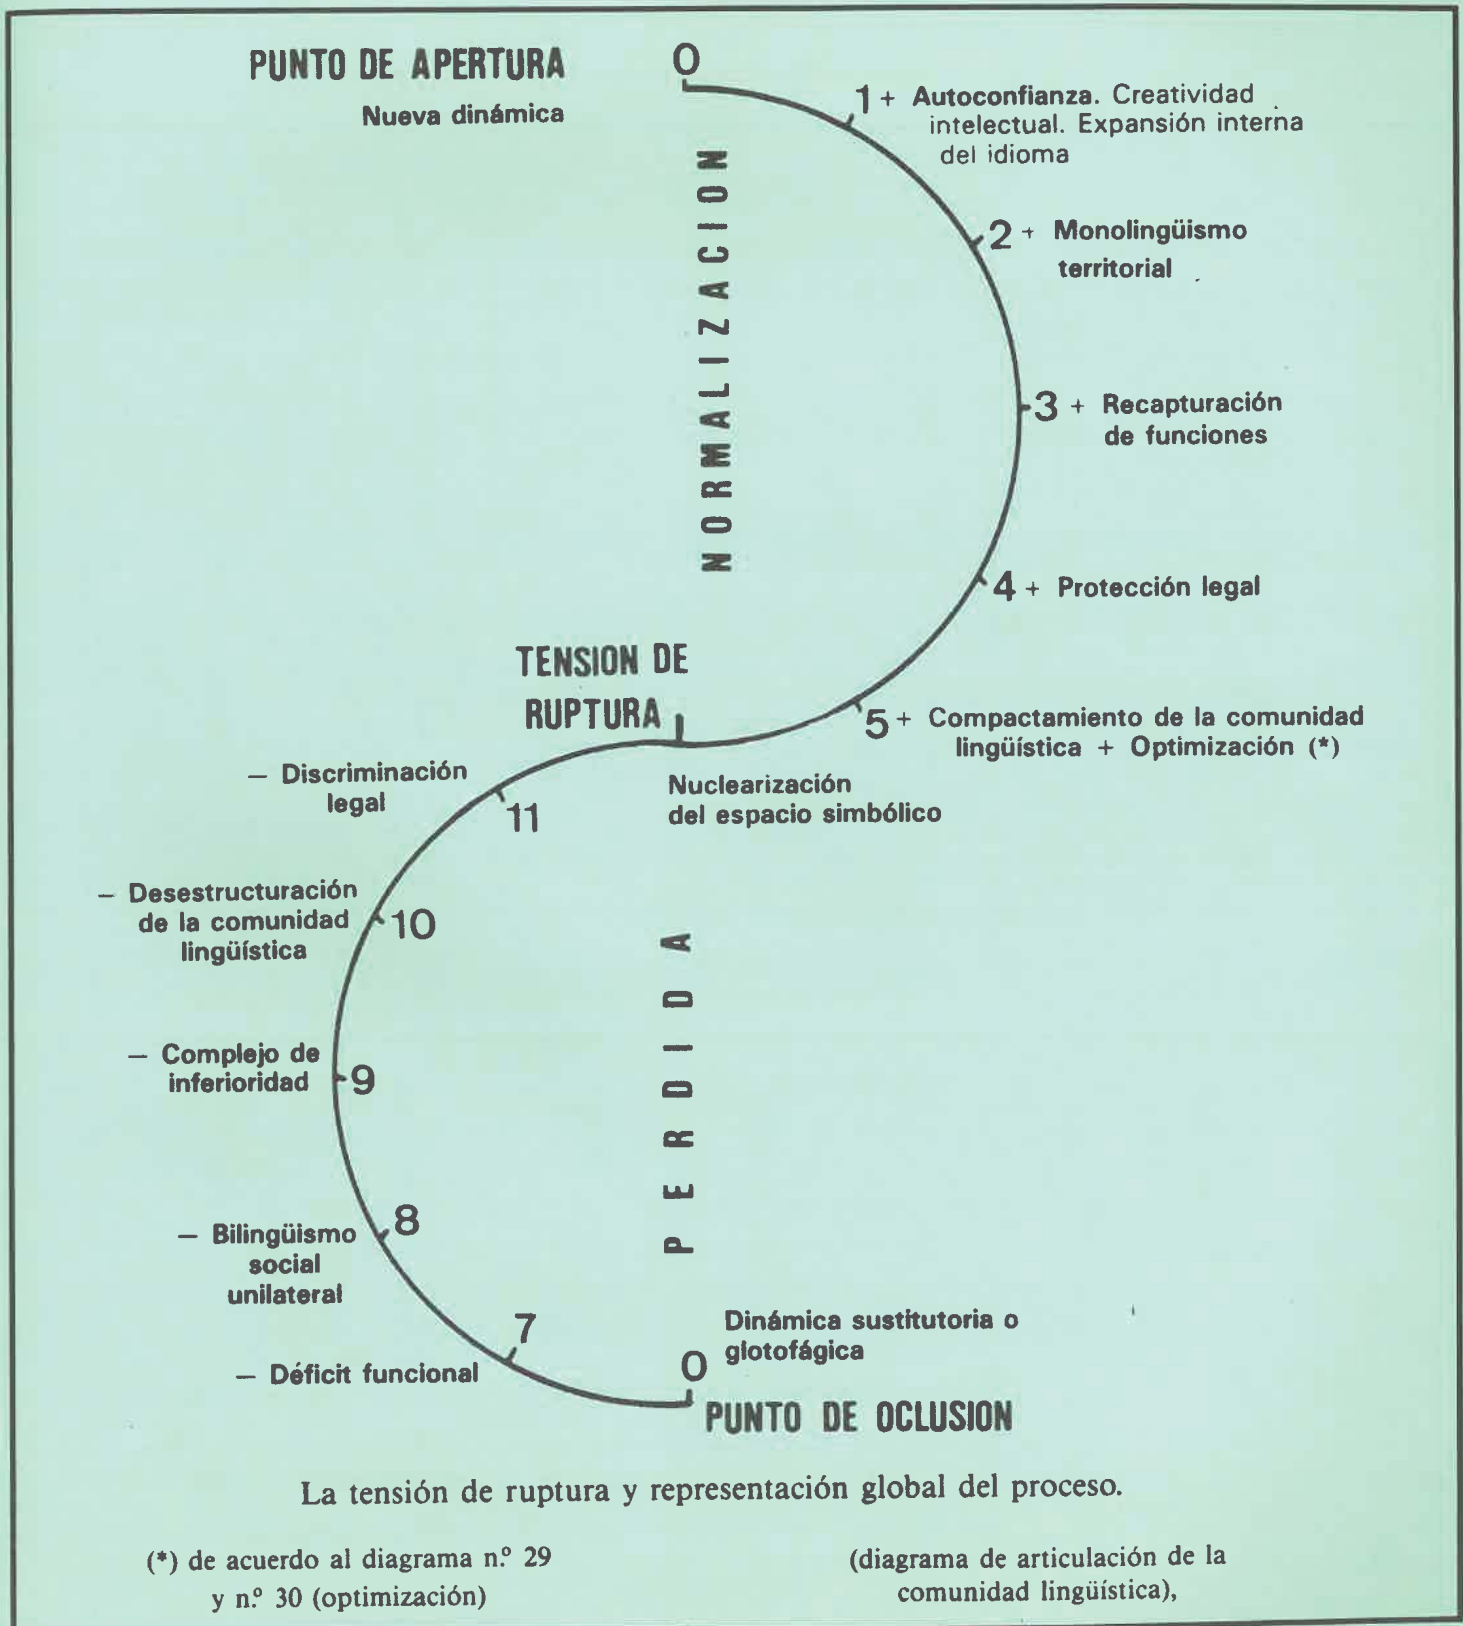 PUNTO DE APERTURA
Nueva dinámica
0
1 + Autoconfianza. Creatividad
intelectual. Expansión interna
del idioma
2 + Monolingüismo
territorial
3 + Recapturación
de funciones
4 + Protección legal
5 + Compactamiento de la comunidad
lingüística + Optimización (*)
NORMALIZACION
TENSION DE
RUPTURA
Nuclearización
del espacio simbólico
— Discriminación
legal
11
— Desestructuración
de la comunidad
lingüística
10
— Complejo de
inferioridad
9
— Bilingüismo
social
unilateral
8
— Déficit funcional
7
PERDIDA
Dinámica sustitutoria o
glotofágica
0
PUNTO DE OCLUSION
La tensión de ruptura y representación global del proceso.
(*) de acuerdo al diagrama n.º 29
y n.º 30 (optimización)
(diagrama de articulación de la
comunidad lingüística),